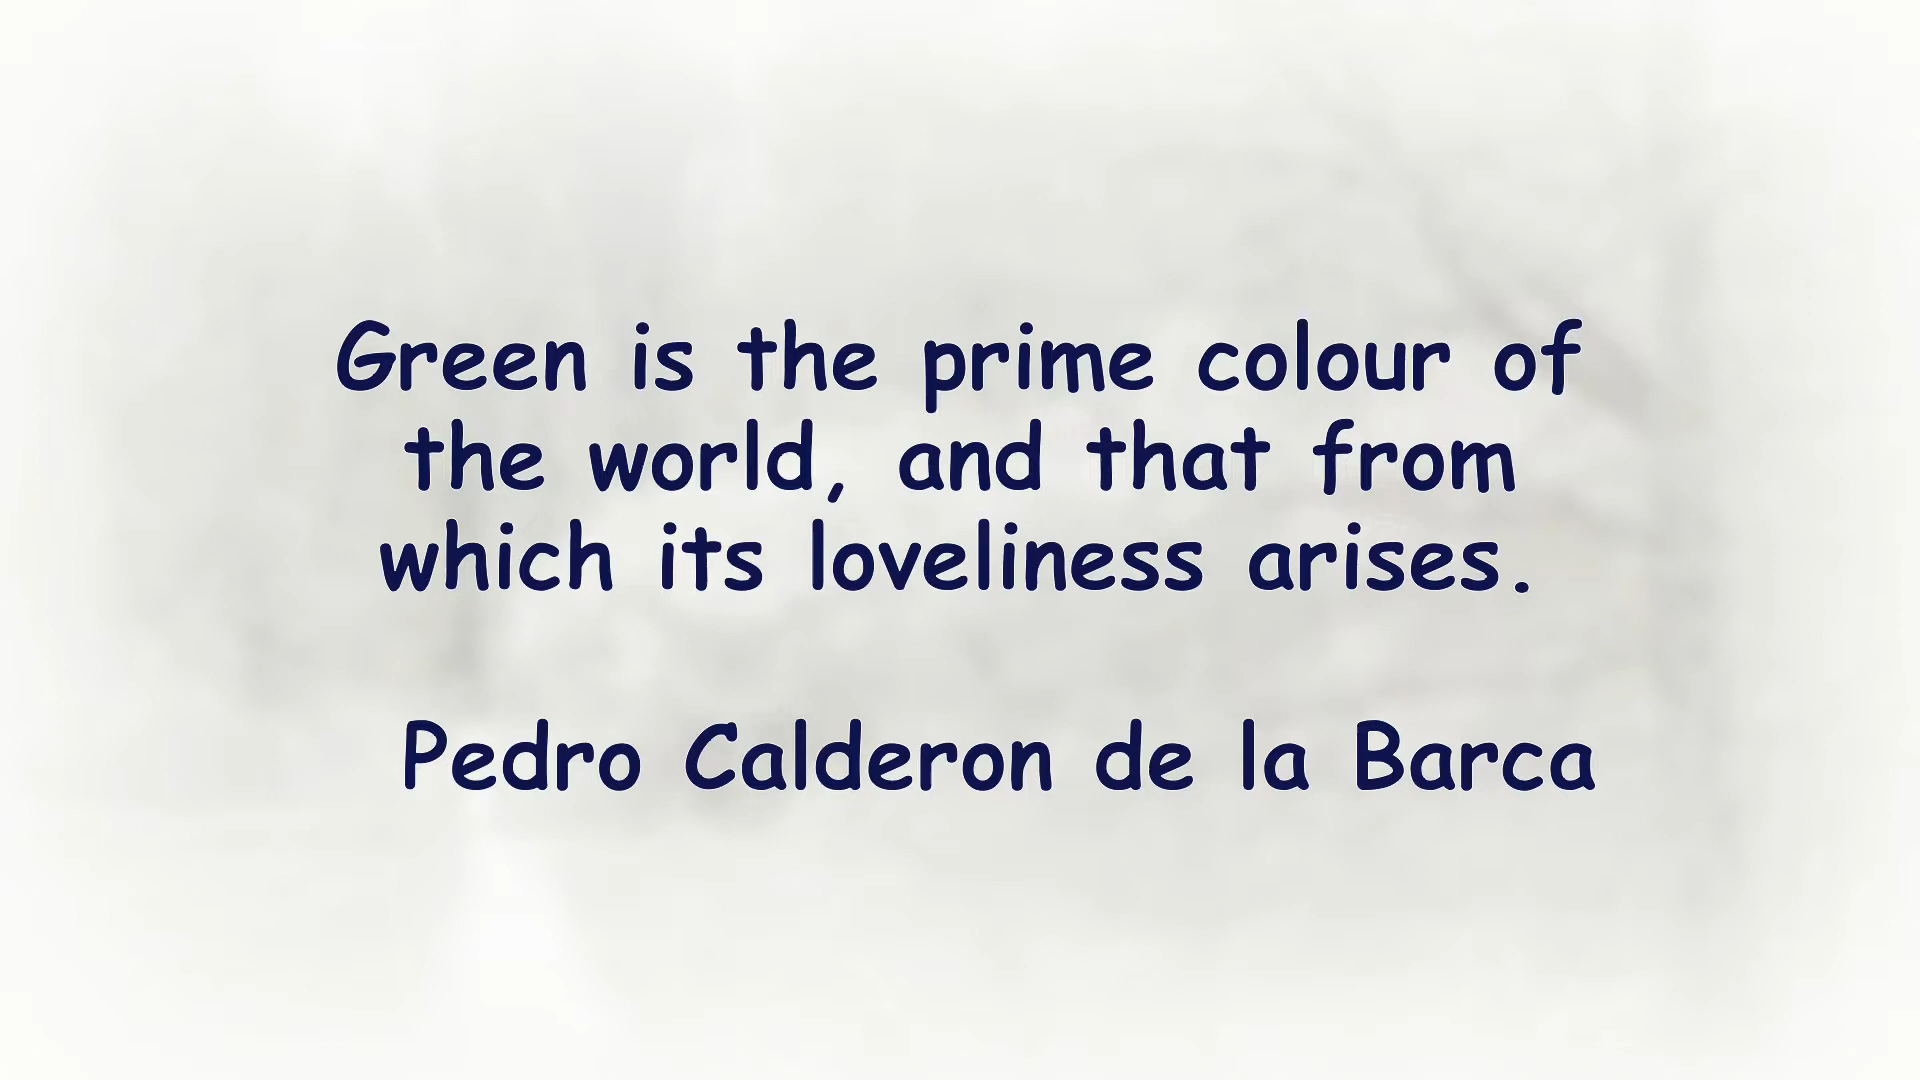 Green is the prime colour of
the world, and that from
which its loveliness arises.
Pedro Calderon de la Barca